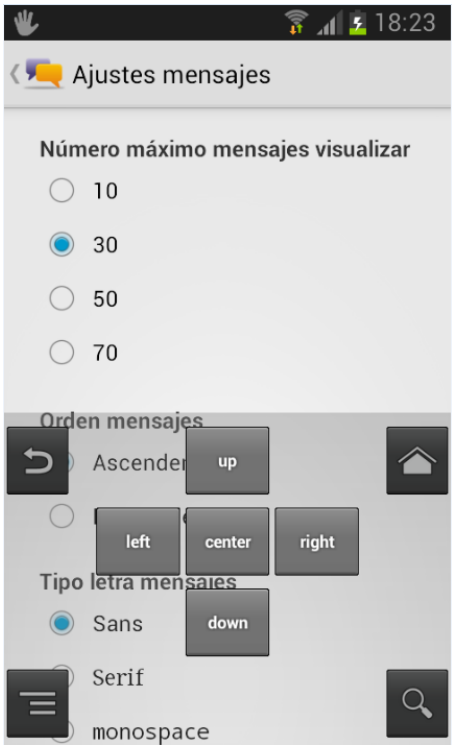 18:23
Ajustes mensajes
Número máximo mensajes visualizar
10
30
50
70
Orden mensajes
up
left center right
Tipo letra mensajes
Sans
down
Serif
monospace